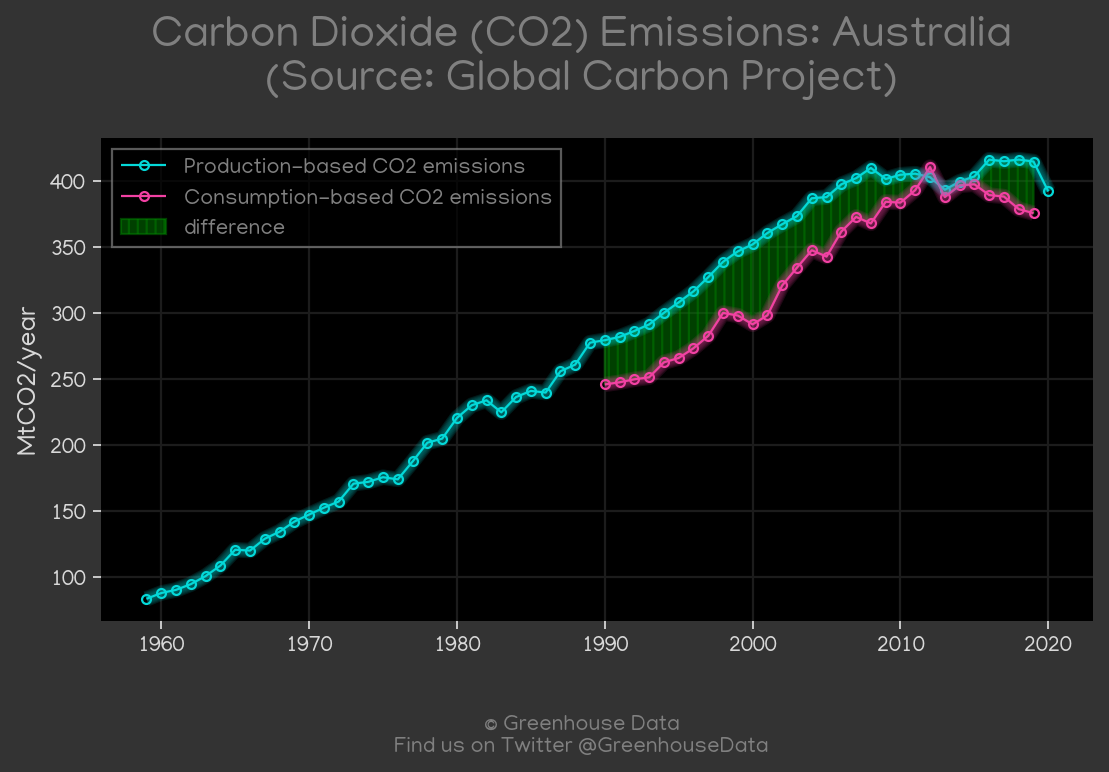 Carbon Dioxide (CO2) Emissions: Australia
(Source: Global Carbon Project)
Production-based CO2 emissions
Consumption-based CO2 emissions
difference
MtCO2/year
400
350
300
250
200
150
100
1960 1970 1980 1990 2000 2010 2020
© Greenhouse Data
Find us on Twitter @GreenhouseData